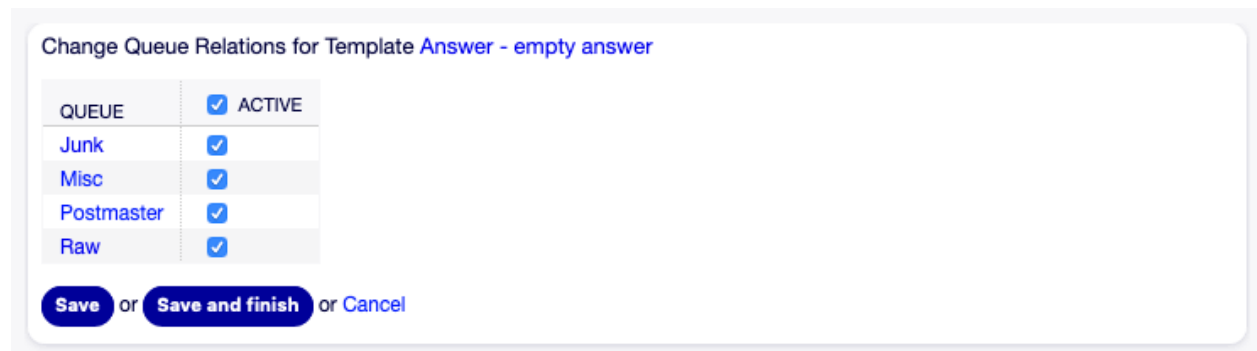 Change Queue Relations for Template Answer - empty answer
QUEUE ACTIVE
Junk
Misc
Postmaster
Raw
Save or Save and finish or Cancel